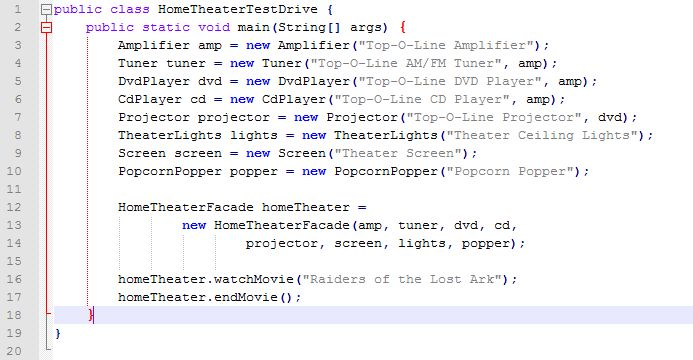 1 public class HomeTheaterTestDrive {
2 public static void main(String[] args) {
3 Amplifier amp = new Amplifier("Top-O-Line Amplifier");
4 Tuner tuner = new Tuner("Top-O-Line AM/FM Tuner", amp);
5 DvdPlayer dvd = new DvdPlayer("Top-O-Line DVD Player", amp);
6 CdPlayer cd = new CdPlayer("Top-O-Line CD Player", amp);
7 Projector projector = new Projector("Top-O-Line Projector", dvd);
8 TheaterLights lights = new TheaterLights("Theater Ceiling Lights");
9 Screen screen = new Screen("Theater Screen");
10 PopcornPopper popper = new PopcornPopper("Popcorn Popper");
11
12 HomeTheaterFacade homeTheater =
13 new HomeTheaterFacade(amp, tuner, dvd, cd,
14 projector, screen, lights, popper);
15
16 homeTheater.watchMovie("Raiders of the Lost Ark");
17 homeTheater.endMovie();
18 }
19 }
20